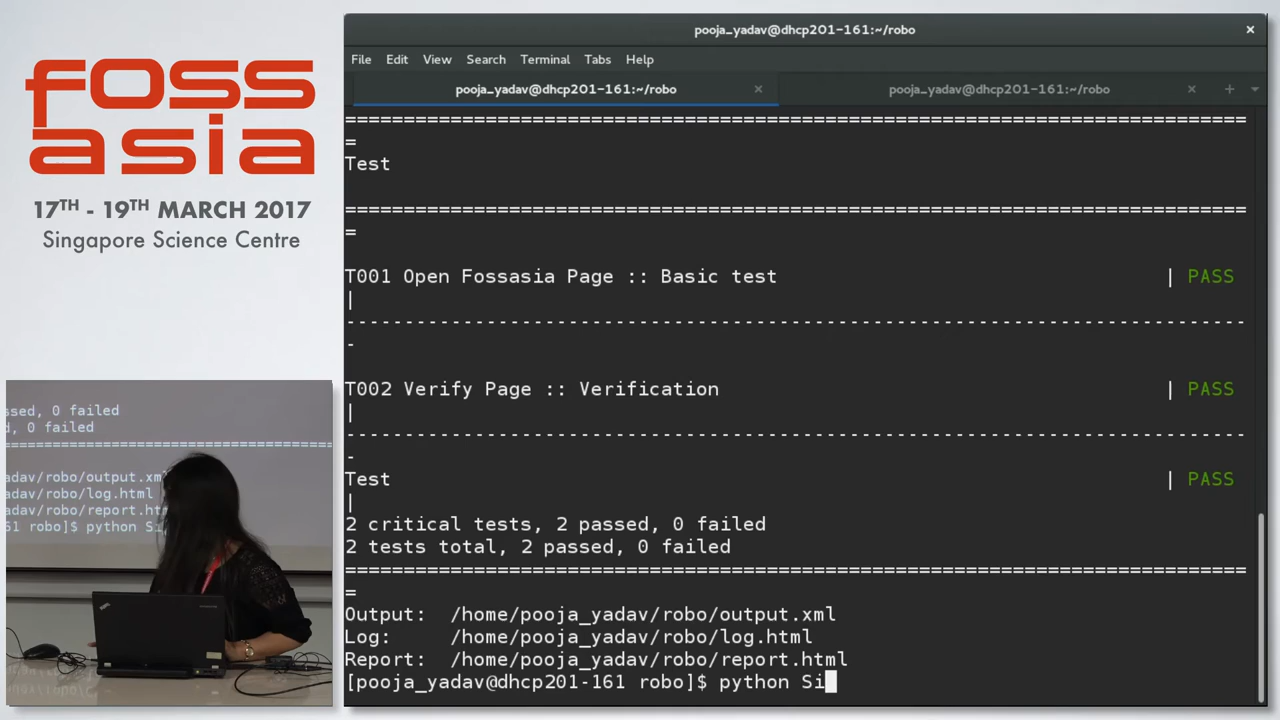 foss
asia
17TH - 19TH MARCH 2017
Singapore Science Centre
pooja_yadav@dhcp201-161:~/robo
File Edit View Search Terminal Tabs Help
pooja_yadav@dhcp201-161:~/robo pooja_yadav@dhcp201-161:~/robo
==============================================================================
=
Test
==============================================================================
=
T001 Open Fossasia Page :: Basic test | PASS
|
------------------------------------------------------------------------------
-
T002 Verify Page :: Verification | PASS
|
------------------------------------------------------------------------------
-
Test | PASS
|
2 critical tests, 2 passed, 0 failed
2 tests total, 2 passed, 0 failed
==============================================================================
=
Output: /home/pooja_yadav/robo/output.xml
Log: /home/pooja_yadav/robo/log.html
Report: /home/pooja_yadav/robo/report.html
[pooja_yadav@dhcp201-161 robo]$ python Si
ssed, 0 failed
d, 0 failed
=======================================
adav/robo/output.xml
adav/robo/log.html
adav/robo/report.ht
61 robo]$ python Si